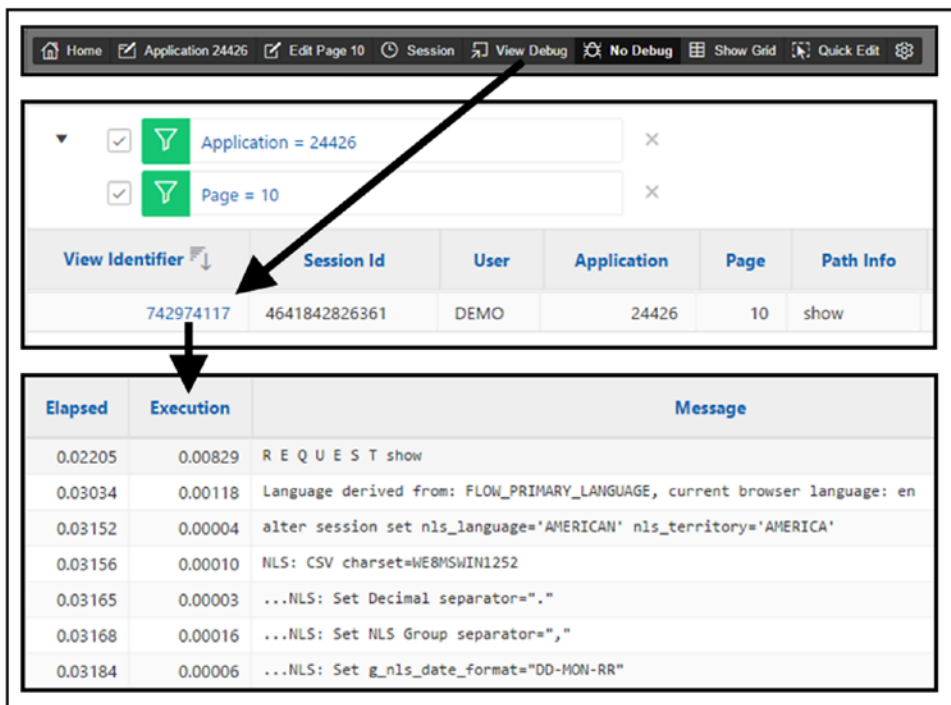 Home Application 24426 Edit Page 10 Session View Debug No Debug Show Grid Quick Edit
Application = 24426
Page = 10
View Identifier Session Id User Application Page Path Info
742974117 4641842826361 DEMO 24426 10 show
Elapsed Execution Message
0.02205 0.00829 R E Q U E S T show
0.03034 0.00118 Language derived from: FLOW_PRIMARY_LANGUAGE, current browser language: en
0.03152 0.00004 alter session set nls_language='AMERICAN' nls_territory='AMERICA'
0.03156 0.00010 NLS: CSV charset=WE8MSWIN1252
0.03165 0.00003 ...NLS: Set Decimal separator="."
0.03168 0.00016 ...NLS: Set NLS Group separator=","
0.03184 0.00006 ...NLS: Set g_nls_date_format="DD-MON-RR"